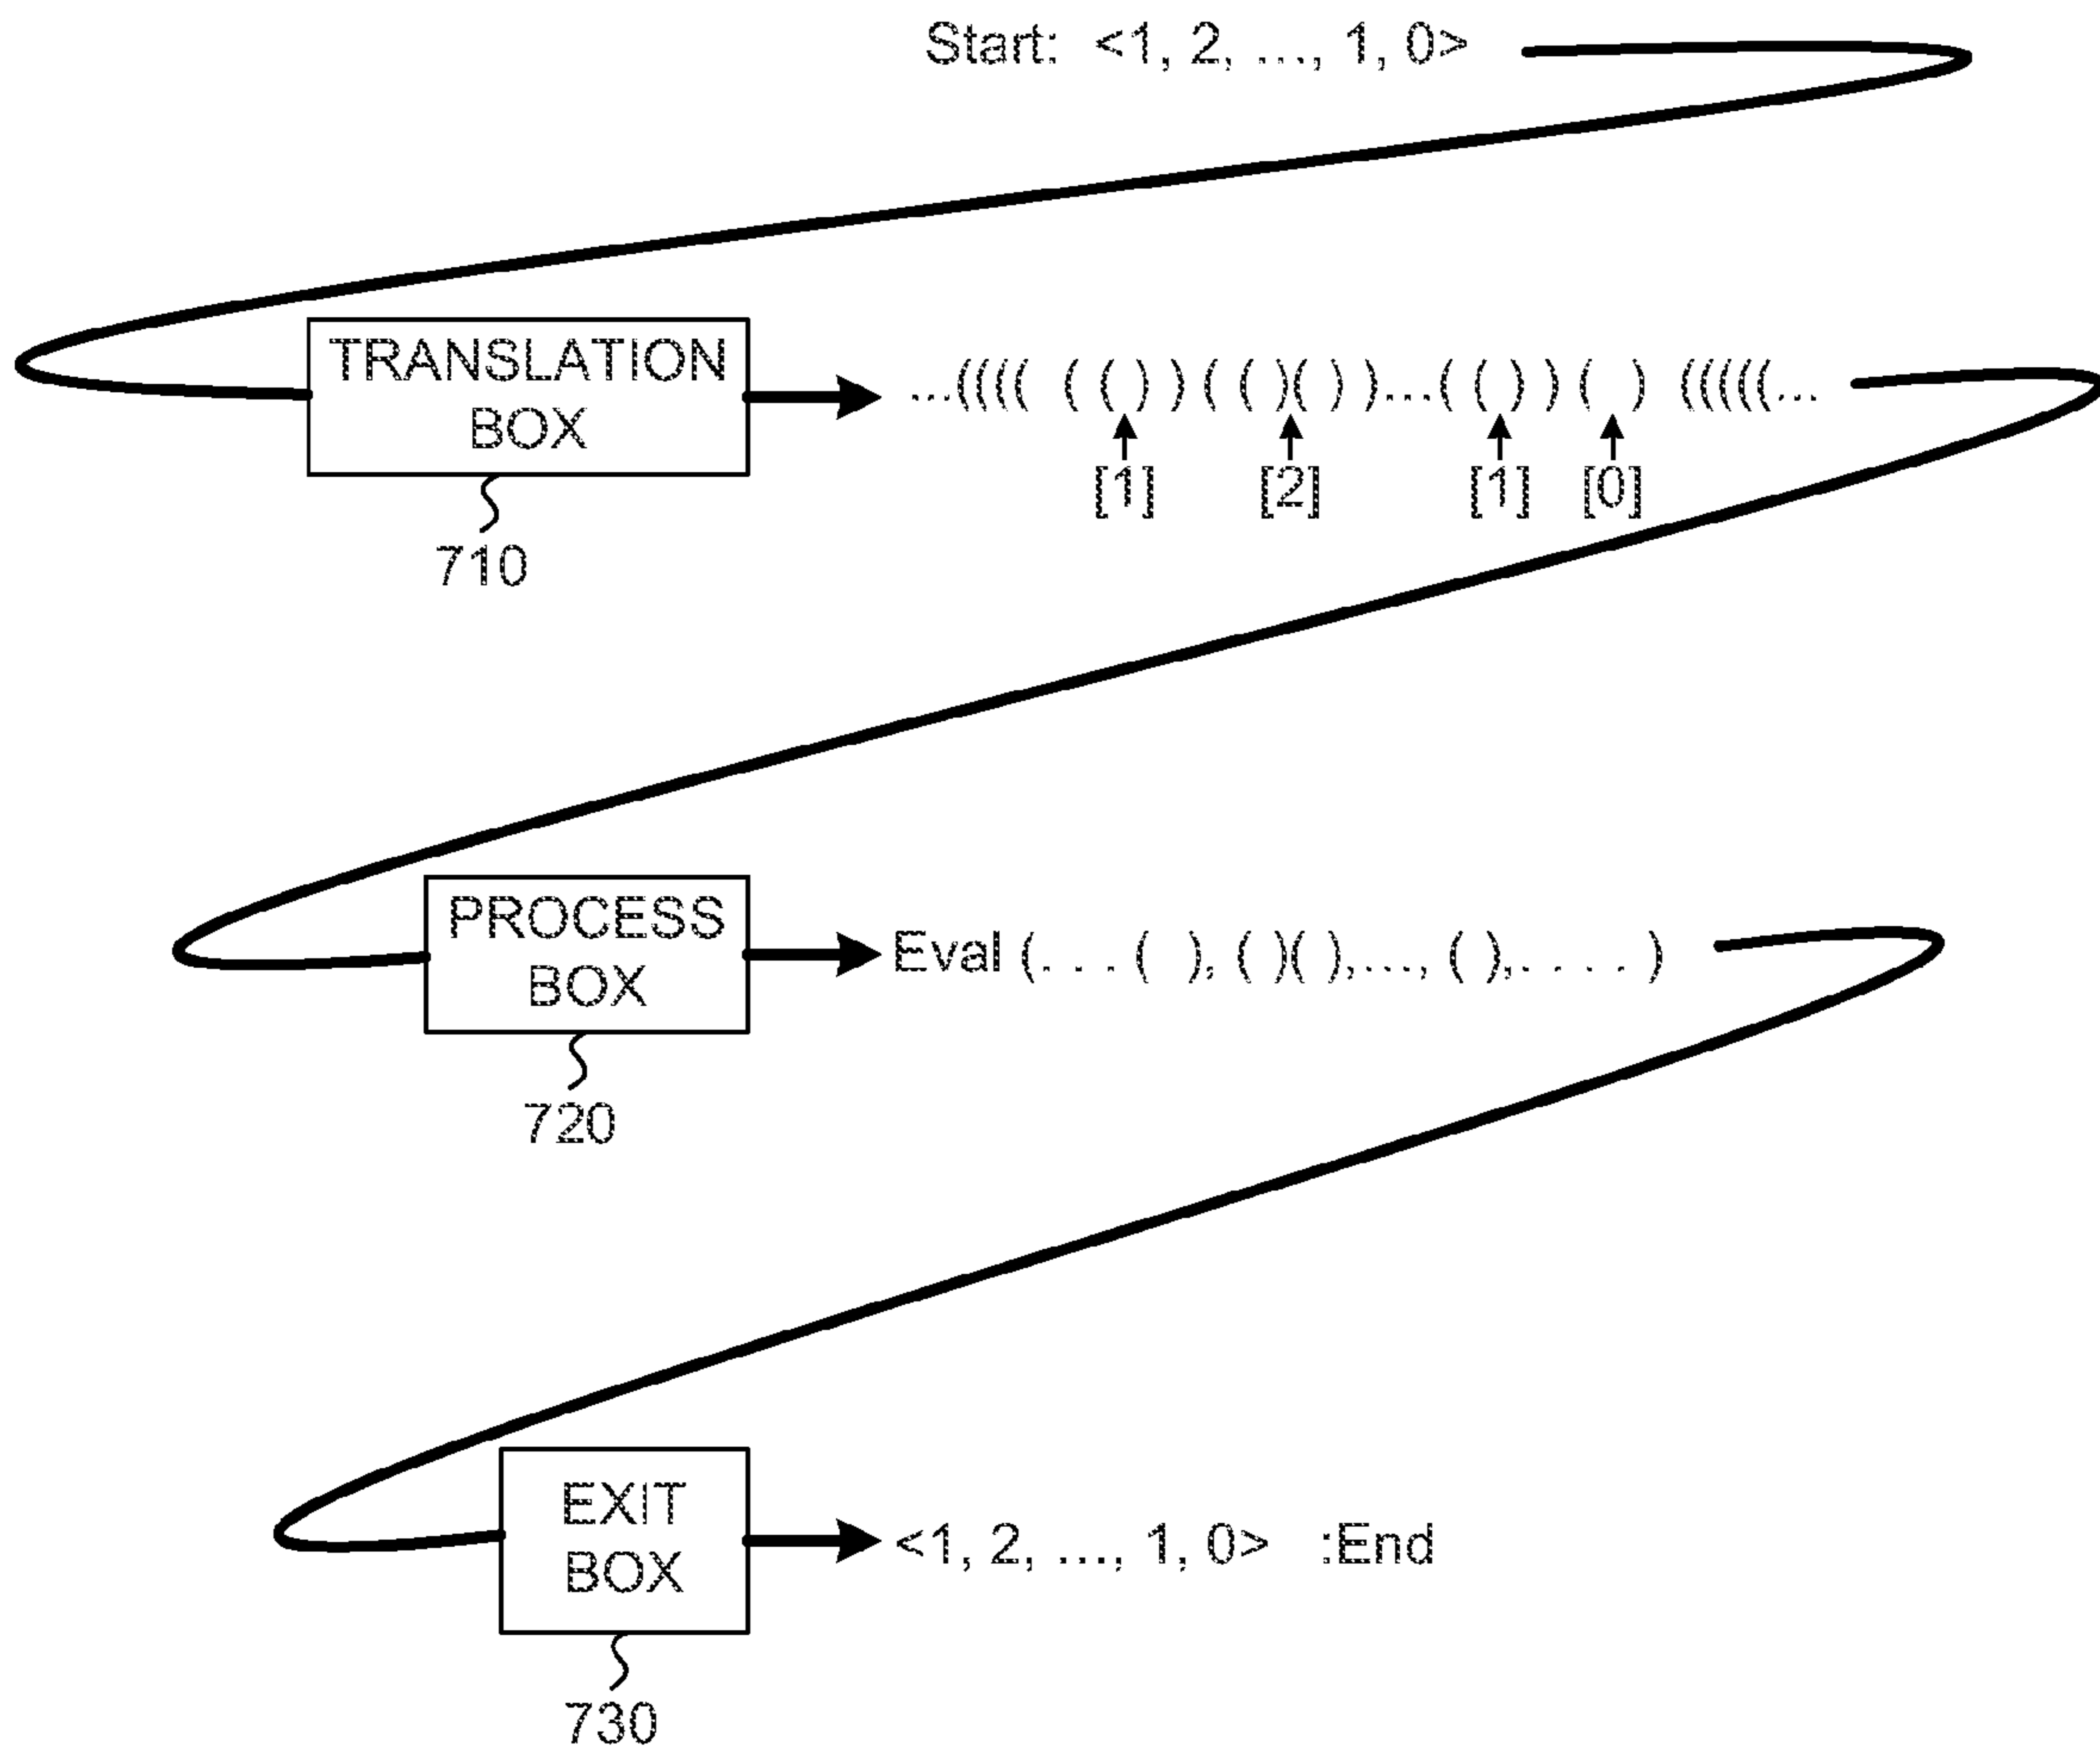 Start: <1, 2, ..., 1, 0>
TRANSLATION
BOX
...(((( ( ( ) ) ( ( )( ) )...( ( ) ) ( ) (((((...
[1] [2] [1] [0]
710
PROCESS
BOX
Eval (. . . ( ), ( )( ),..., ( ),. . . . )
720
EXIT
BOX
<1, 2, ..., 1, 0> :End
730